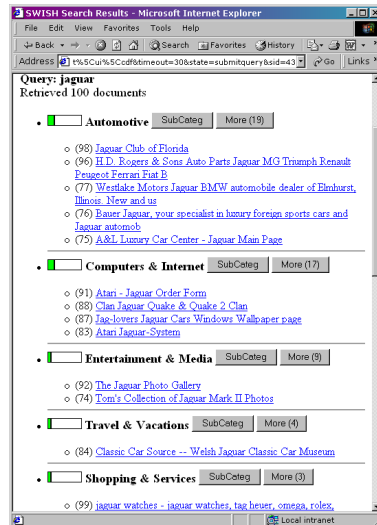 SWISH Search Results - Microsoft Internet Explorer
File Edit View Favorites Tools Help
Back Search Favorites History
Address t%5Cui%5Ccdf&timeout=30&state=submitquery&sid=43 Go Links »
Query: jaguar
Retrieved 100 documents
Automotive SubCateg More (19)
(98) Jaguar Club of Florida
(96) H.D. Rogers & Sons Auto Parts Jaguar MG Triumph Renault
Peugeot Ferrari Fiat B
(77) Westlake Motors Jaguar BMW automobile dealer of Elmhurst,
Illinois. New and us
(76) Bauer Jaguar, your specialist in luxury foreign sports cars and
Jaguar automob
(75) A&L Luxury Car Center - Jaguar Main Page
Computers & Internet SubCateg More (17)
(91) Atari - Jaguar Order Form
(88) Clan Jaguar Quake & Quake 2 Clan
(87) Jag-lovers Jaguar Cars Windows Wallpaper page
(83) Atari Jaguar-System
Entertainment & Media SubCateg More (9)
(92) The Jaguar Photo Gallery
(74) Tom's Collection of Jaguar Mark II Photos
Travel & Vacations SubCateg More (4)
(84) Classic Car Source -- Welsh Jaguar Classic Car Museum
Shopping & Services SubCateg More (3)
(99) jaguar watches - jaguar watches, tag heuer, omega, rolex,
Local intranet